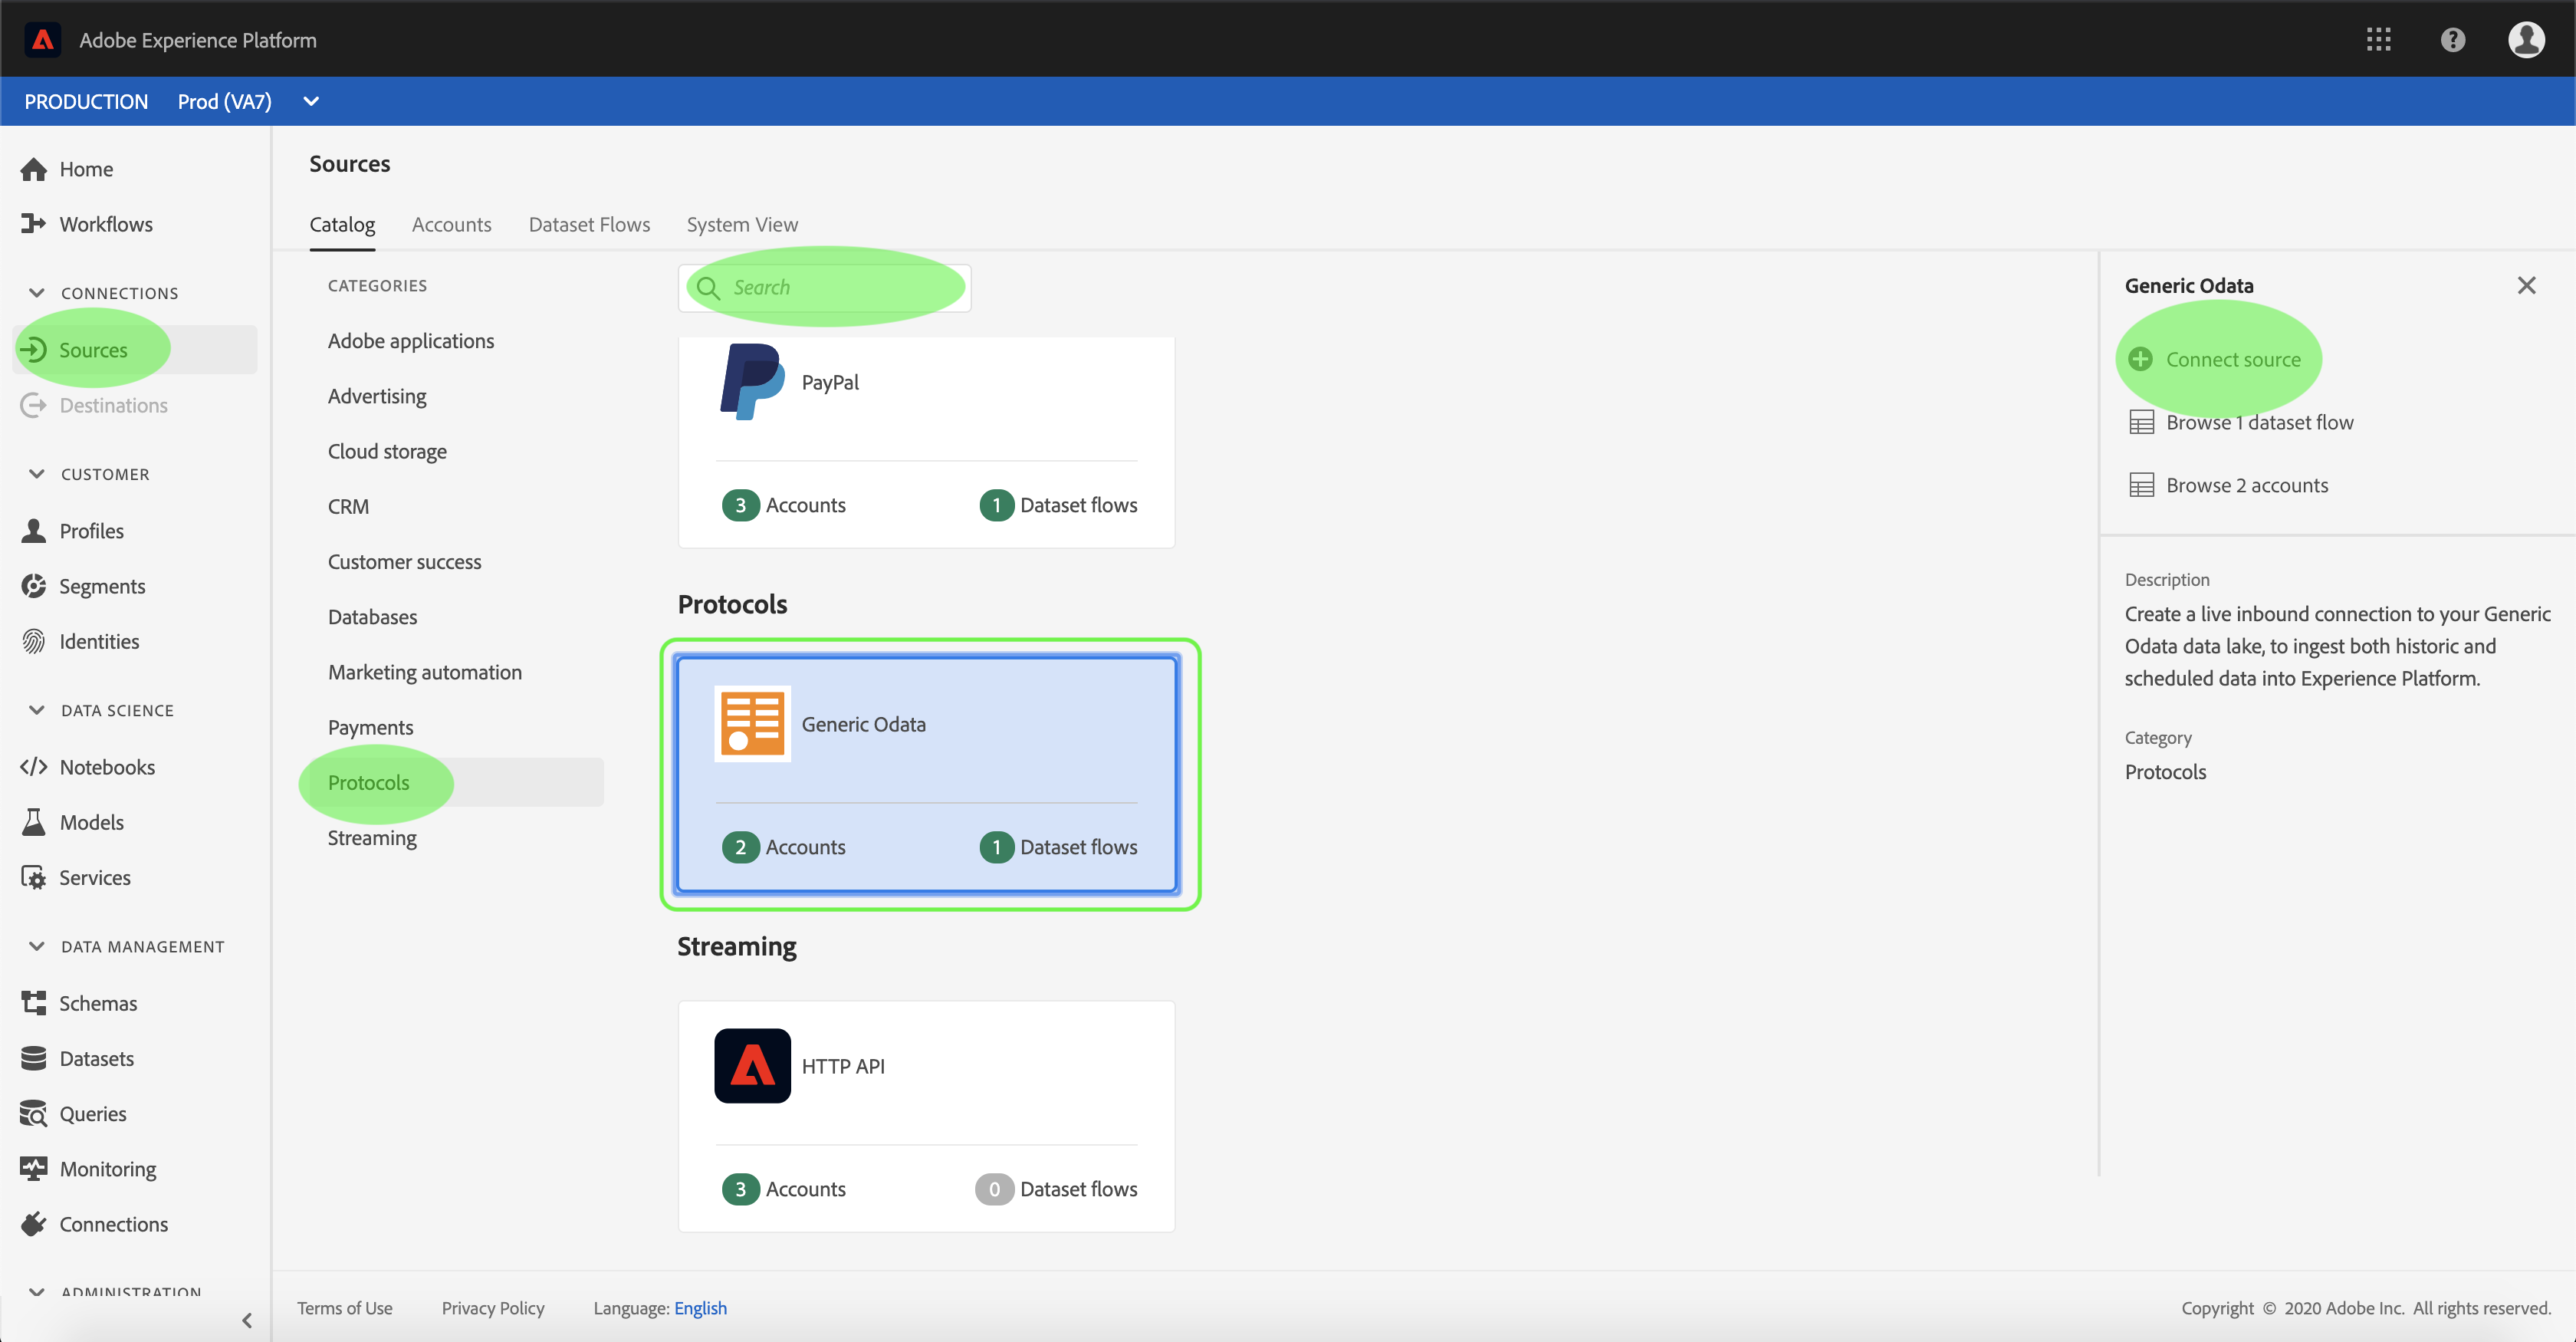 Adobe Experience Platform
PRODUCTION Prod (VA7)
Home
Workflows
CONNECTIONS
Sources
Destinations
CUSTOMER
Profiles
Segments
Identities
DATA SCIENCE
Notebooks
Models
Services
DATA MANAGEMENT
Schemas
Datasets
Queries
Monitoring
Connections
ADMINISTRATION
Sources
Catalog Accounts Dataset Flows System View
CATEGORIES
Adobe applications
Advertising
Cloud storage
CRM
Customer success
Databases
Marketing automation
Payments
Protocols
Streaming
Search
PayPal
3 Accounts 1 Dataset flows
Protocols
Generic Odata
2 Accounts 1 Dataset flows
Streaming
HTTP API
3 Accounts 0 Dataset flows
Generic Odata
Connect source
Browse 1 dataset flow
Browse 2 accounts
Description
Create a live inbound connection to your Generic
Odata data lake, to ingest both historic and
scheduled data into Experience Platform.
Category
Protocols
Terms of Use Privacy Policy Language: English
Copyright © 2020 Adobe Inc. All rights reserved.